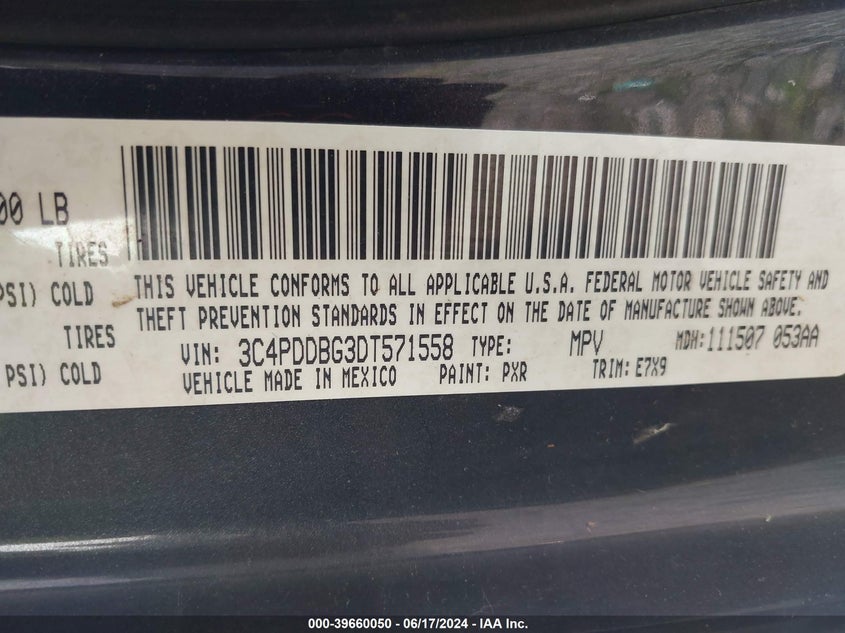 00 LB
TIRES
PSI) COLD
TIRES
PSI) COLD
THIS VEHICLE CONFORMS TO ALL APPLICABLE U.S.A. FEDERAL MOTOR VEHICLE SAFETY AND
THEFT PREVENTION STANDARDS IN EFFECT ON THE DATE OF MANUFACTURE SHOWN ABOVE.
VIN: 3C4PDDBG3DT571558 TYPE: MPV MDH:111507 053AA
VEHICLE MADE IN MEXICO PAINT: PXR TRIM: E7X9
000-39660050 - 06/17/2024 - IAA Inc.